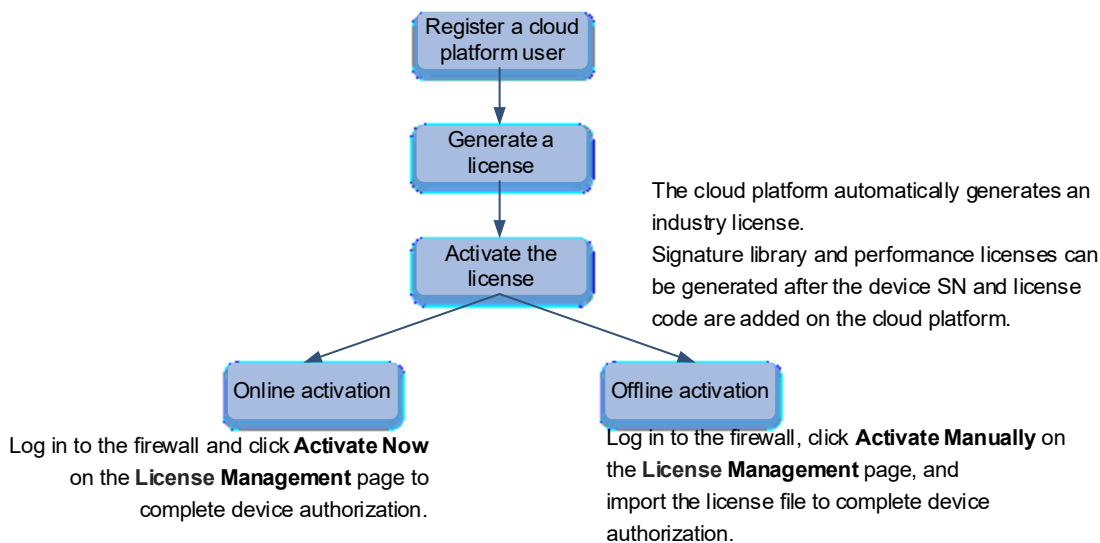 Register a cloud
platform user
Generate a
license
Activate the
license
The cloud platform automatically generates an
industry license.
Signature library and performance licenses can
be generated after the device SN and license
code are added on the cloud platform.
Online activation
Log in to the firewall and click Activate Now
on the License Management page to
complete device authorization.
Offline activation
Log in to the firewall, click Activate Manually on
the License Management page, and
import the license file to complete device
authorization.